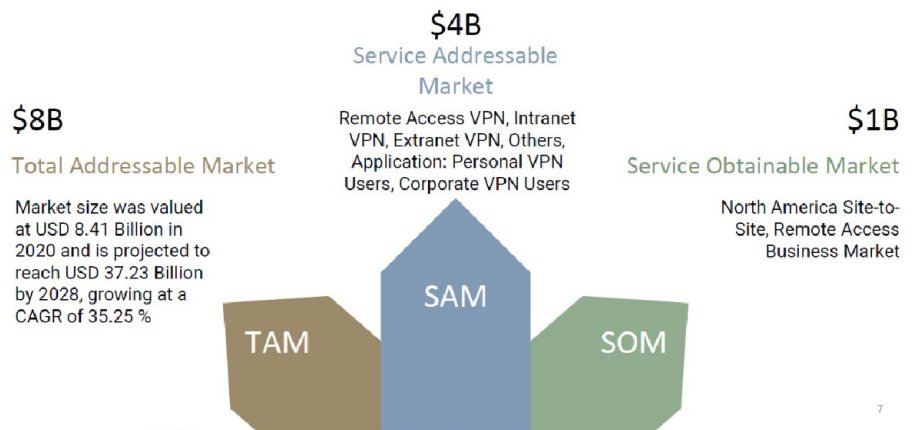 $4B
Service Addressable
Market
Remote Access VPN, Intranet
VPN, Extranet VPN, Others,
Application: Personal VPN
Users, Corporate VPN Users
$8B
Total Addressable Market
Market size was valued
at USD 8.41 Billion in
2020 and is projected to
reach USD 37.23 Billion
by 2028, growing at a
CAGR of 35.25 %
$1B
Service Obtainable Market
North America Site-to-
Site, Remote Access
Business Market
TAM
SAM
SOM
7